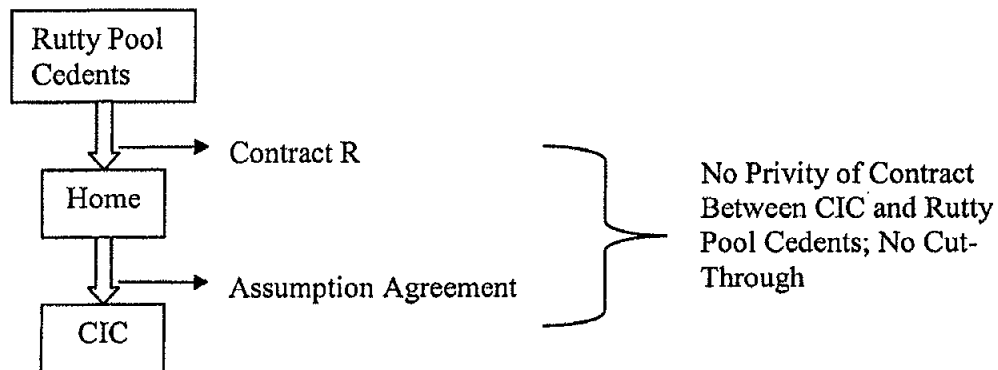 Rutty Pool
Cedents
Contract R
Home
No Privity of Contract
Between CIC and Rutty
Pool Cedents; No Cut-
Through
Assumption Agreement
CIC